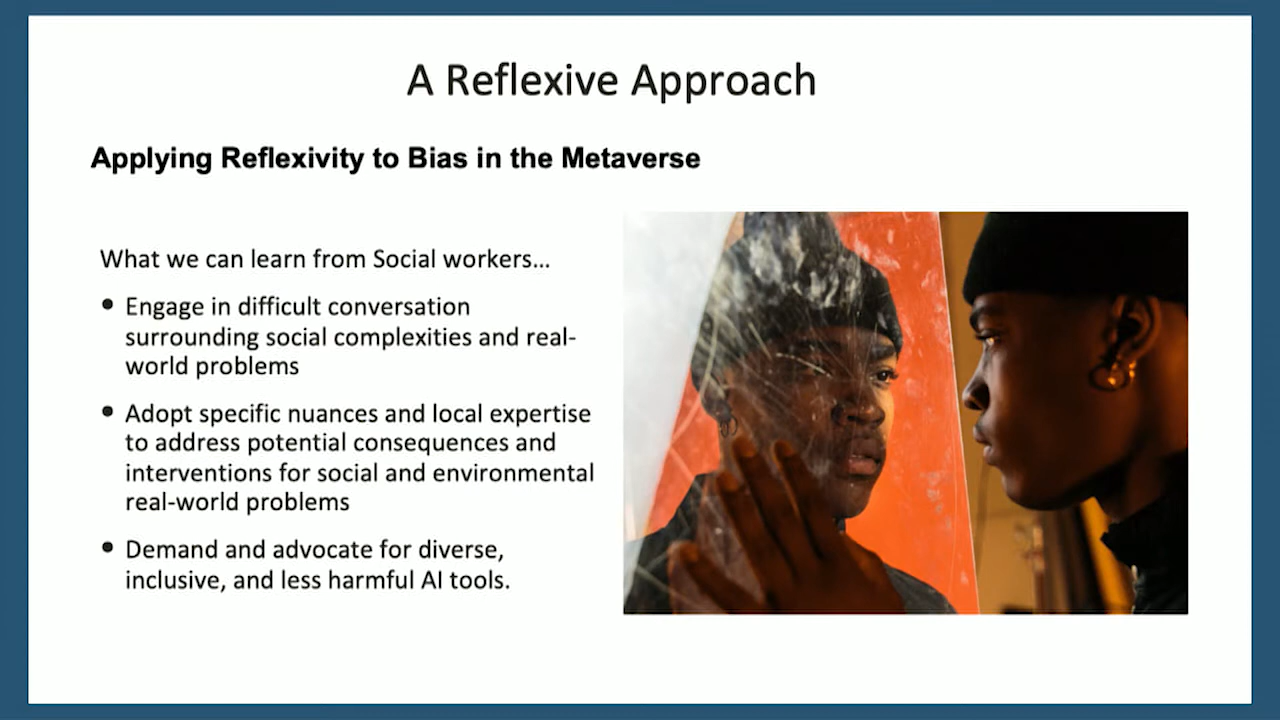 A Reflexive Approach
Applying Reflexivity to Bias in the Metaverse
What we can learn from Social workers...
• Engage in difficult conversation
surrounding social complexities and real-
world problems
• Adopt specific nuances and local expertise
to address potential consequences and
interventions for social and environmental
real-world problems
• Demand and advocate for diverse,
inclusive, and less harmful AI tools.